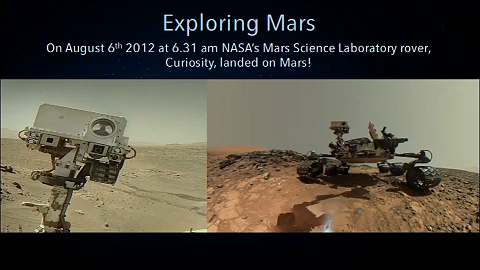 Exploring Mars
On August 6th 2012 at 6.31 am NASA's Mars Science Laboratory rover,
Curiosity, landed on Mars!